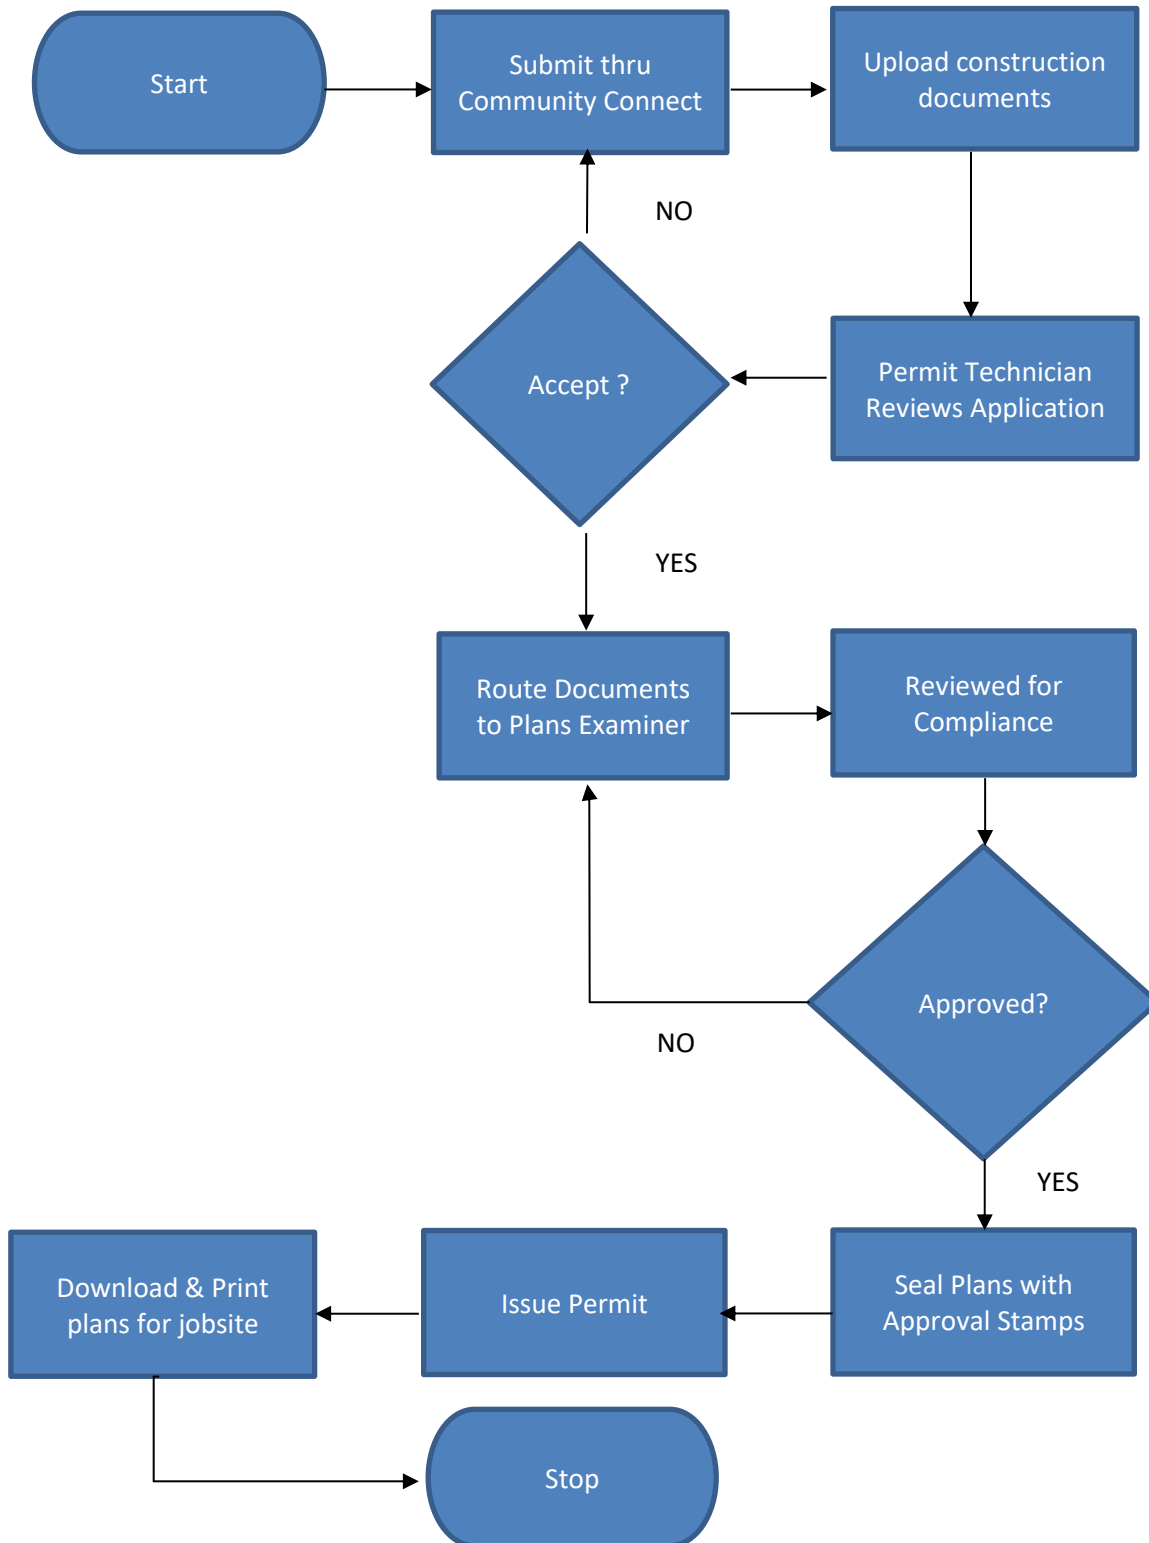 Start
Submit thru
Community Connect
Upload construction
documents
NO
Accept ?
Permit Technician
Reviews Application
YES
Route Documents
to Plans Examiner
Reviewed for
Compliance
Approved?
NO
YES
Download & Print
plans for jobsite
Issue Permit
Seal Plans with
Approval Stamps
Stop